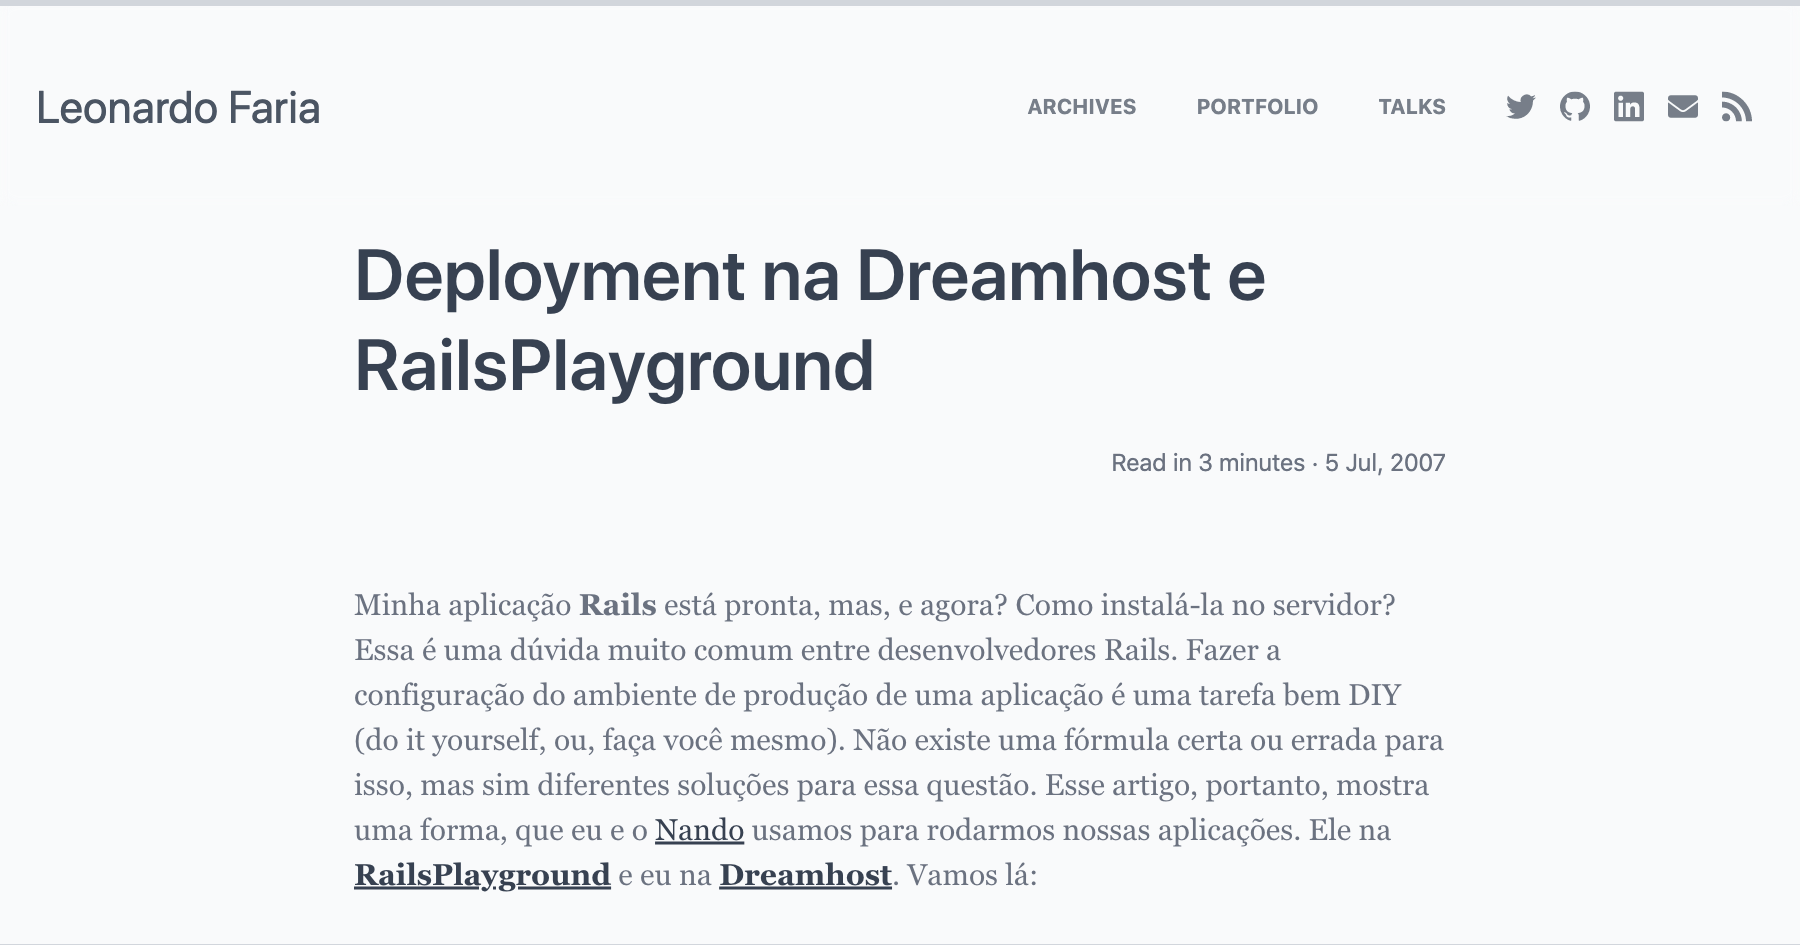 Leonardo Faria
ARCHIVES PORTFOLIO TALKS
Deployment na Dreamhost e
RailsPlayground
Read in 3 minutes · 5 Jul, 2007
Minha aplicação Rails está pronta, mas, e agora? Como instalá-la no servidor?
Essa é uma dúvida muito comum entre desenvolvedores Rails. Fazer a
configuração do ambiente de produção de uma aplicação é uma tarefa bem DIY
(do it yourself, ou, faça você mesmo). Não existe uma fórmula certa ou errada para
isso, mas sim diferentes soluções para essa questão. Esse artigo, portanto, mostra
uma forma, que eu e o Nando usamos para rodarmos nossas aplicações. Ele na
RailsPlayground e eu na Dreamhost. Vamos lá: